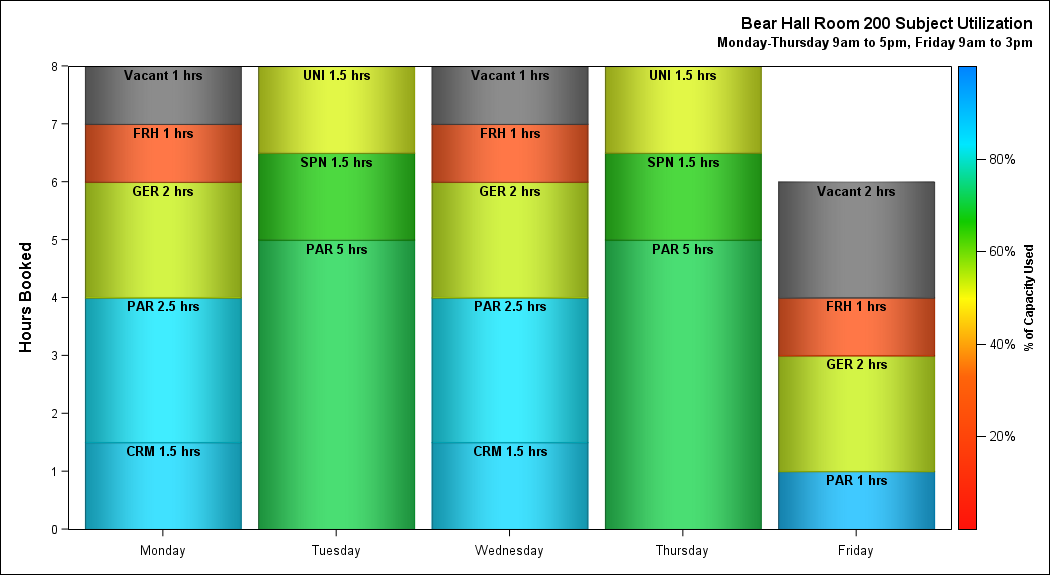 Bear Hall Room 200 Subject Utilization
Monday-Thursday 9am to 5pm, Friday 9am to 3pm
Hours Booked
8
7
6
5
4
3
2
1
0
Vacant 1 hrs
FRH 1 hrs
GER 2 hrs
PAR 2.5 hrs
CRM 1.5 hrs
UNI 1.5 hrs
SPN 1.5 hrs
PAR 5 hrs
Vacant 1 hrs
FRH 1 hrs
GER 2 hrs
PAR 2.5 hrs
CRM 1.5 hrs
UNI 1.5 hrs
SPN 1.5 hrs
PAR 5 hrs
Vacant 2 hrs
FRH 1 hrs
GER 2 hrs
PAR 1 hrs
Monday
Tuesday
Wednesday
Thursday
Friday
80%
60%
40%
20%
% of Capacity Used